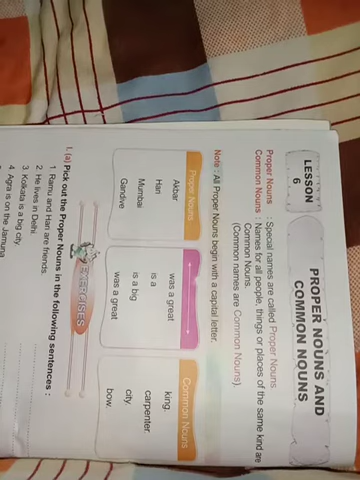 LESSON
6
PROPER NOUNS AND
COMMON NOUNS
Proper Nouns : Special names are called Proper Nouns
Common Nouns : Names for all people, things or places of the same kind are
Common Nouns.
(Common names are Common Nouns).
Note : All Proper Nouns begin with a capital letter.
Proper Nouns Common Nouns
Akbar was a great king.
Hari is a carpenter.
Mumbai is a big city.
Gandive was a great bow.
EXERCISES
I. (a) Pick out the Proper Nouns in the following sentences :
1 Ramu and Hari are friends.
2 He lives in Delhi.
3 Kolkata is a big city.
4 Agra is on the Jamuna